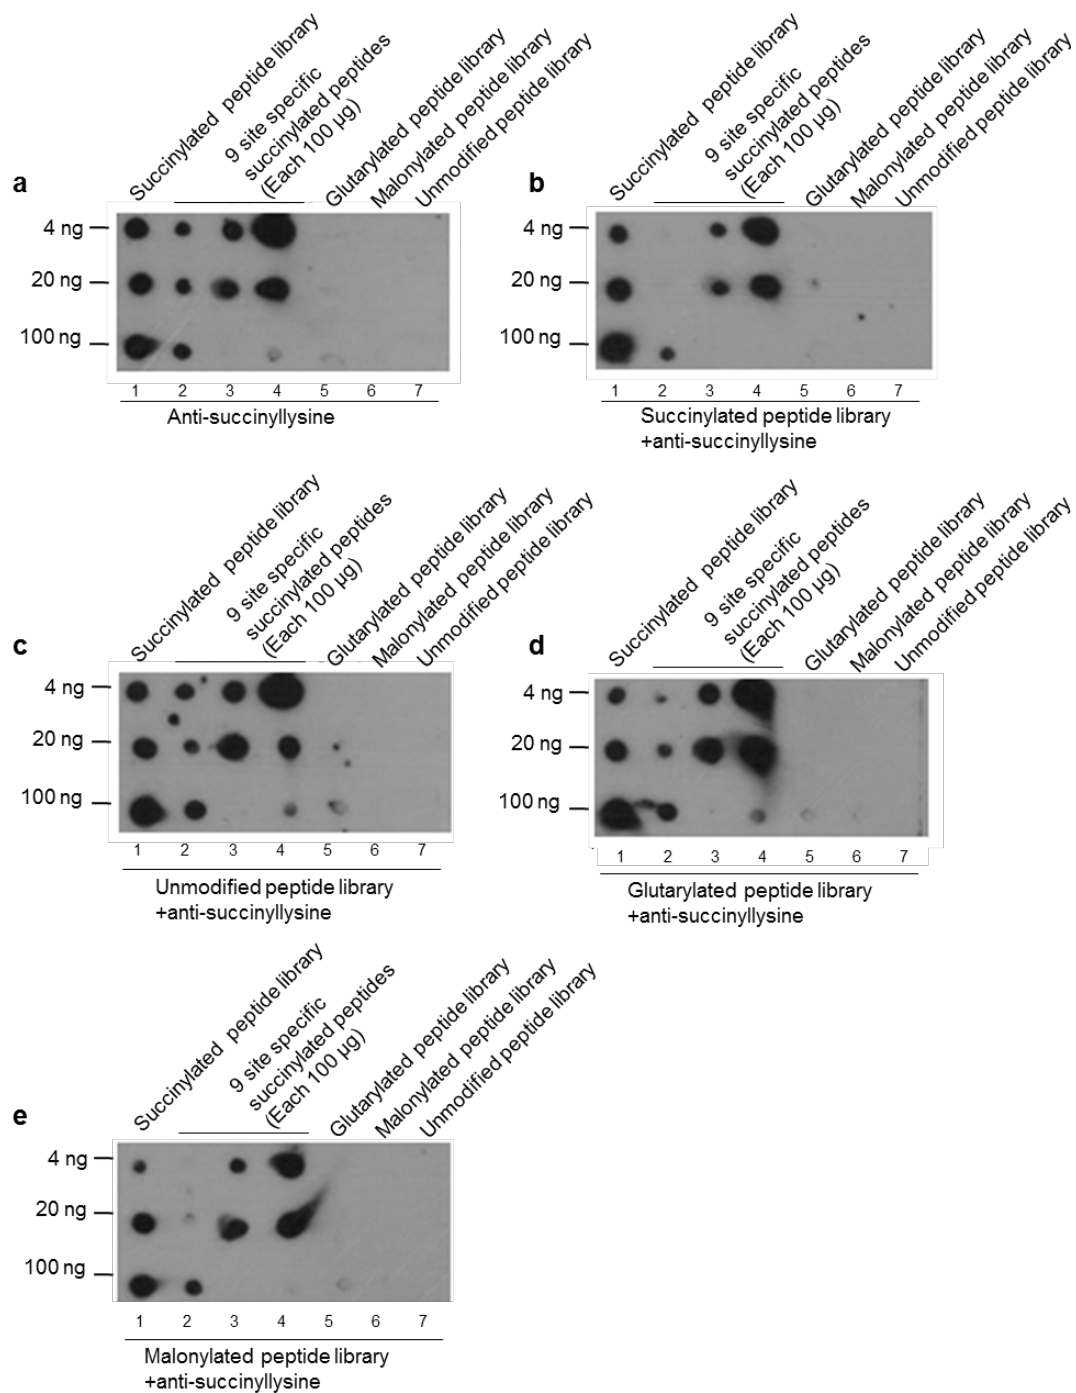 Succinylated peptide library
9 site specific
succinylated peptides
(Each 100 µg)
Glutarylated peptide library
Malonylated peptide library
Unmodified peptide library
a
4 ng
20 ng
100 ng
1 2 3 4 5 6 7
Anti-succinyllysine
Succinylated peptide library
9 site specific
succinylated peptides
(Each 100 µg)
Glutarylated peptide library
Malonylated peptide library
Unmodified peptide library
b
4 ng
20 ng
100 ng
1 2 3 4 5 6 7
Succinylated peptide library
+anti-succinyllysine
Succinylated peptide library
9 site specific
succinylated peptides
(Each 100 µg)
Glutarylated peptide library
Malonylated peptide library
Unmodified peptide library
c
4 ng
20 ng
100 ng
1 2 3 4 5 6 7
Unmodified peptide library
+anti-succinyllysine
Succinylated peptide library
9 site specific
succinylated peptides
(Each 100 µg)
Glutarylated peptide library
Malonylated peptide library
Unmodified peptide library
d
4 ng
20 ng
100 ng
1 2 3 4 5 6 7
Glutarylated peptide library
+anti-succinyllysine
Succinylated peptide library
9 site specific
succinylated peptides
(Each 100 µg)
Glutarylated peptide library
Malonylated peptide library
Unmodified peptide library
e
4 ng
20 ng
100 ng
1 2 3 4 5 6 7
Malonylated peptide library
+anti-succinyllysine